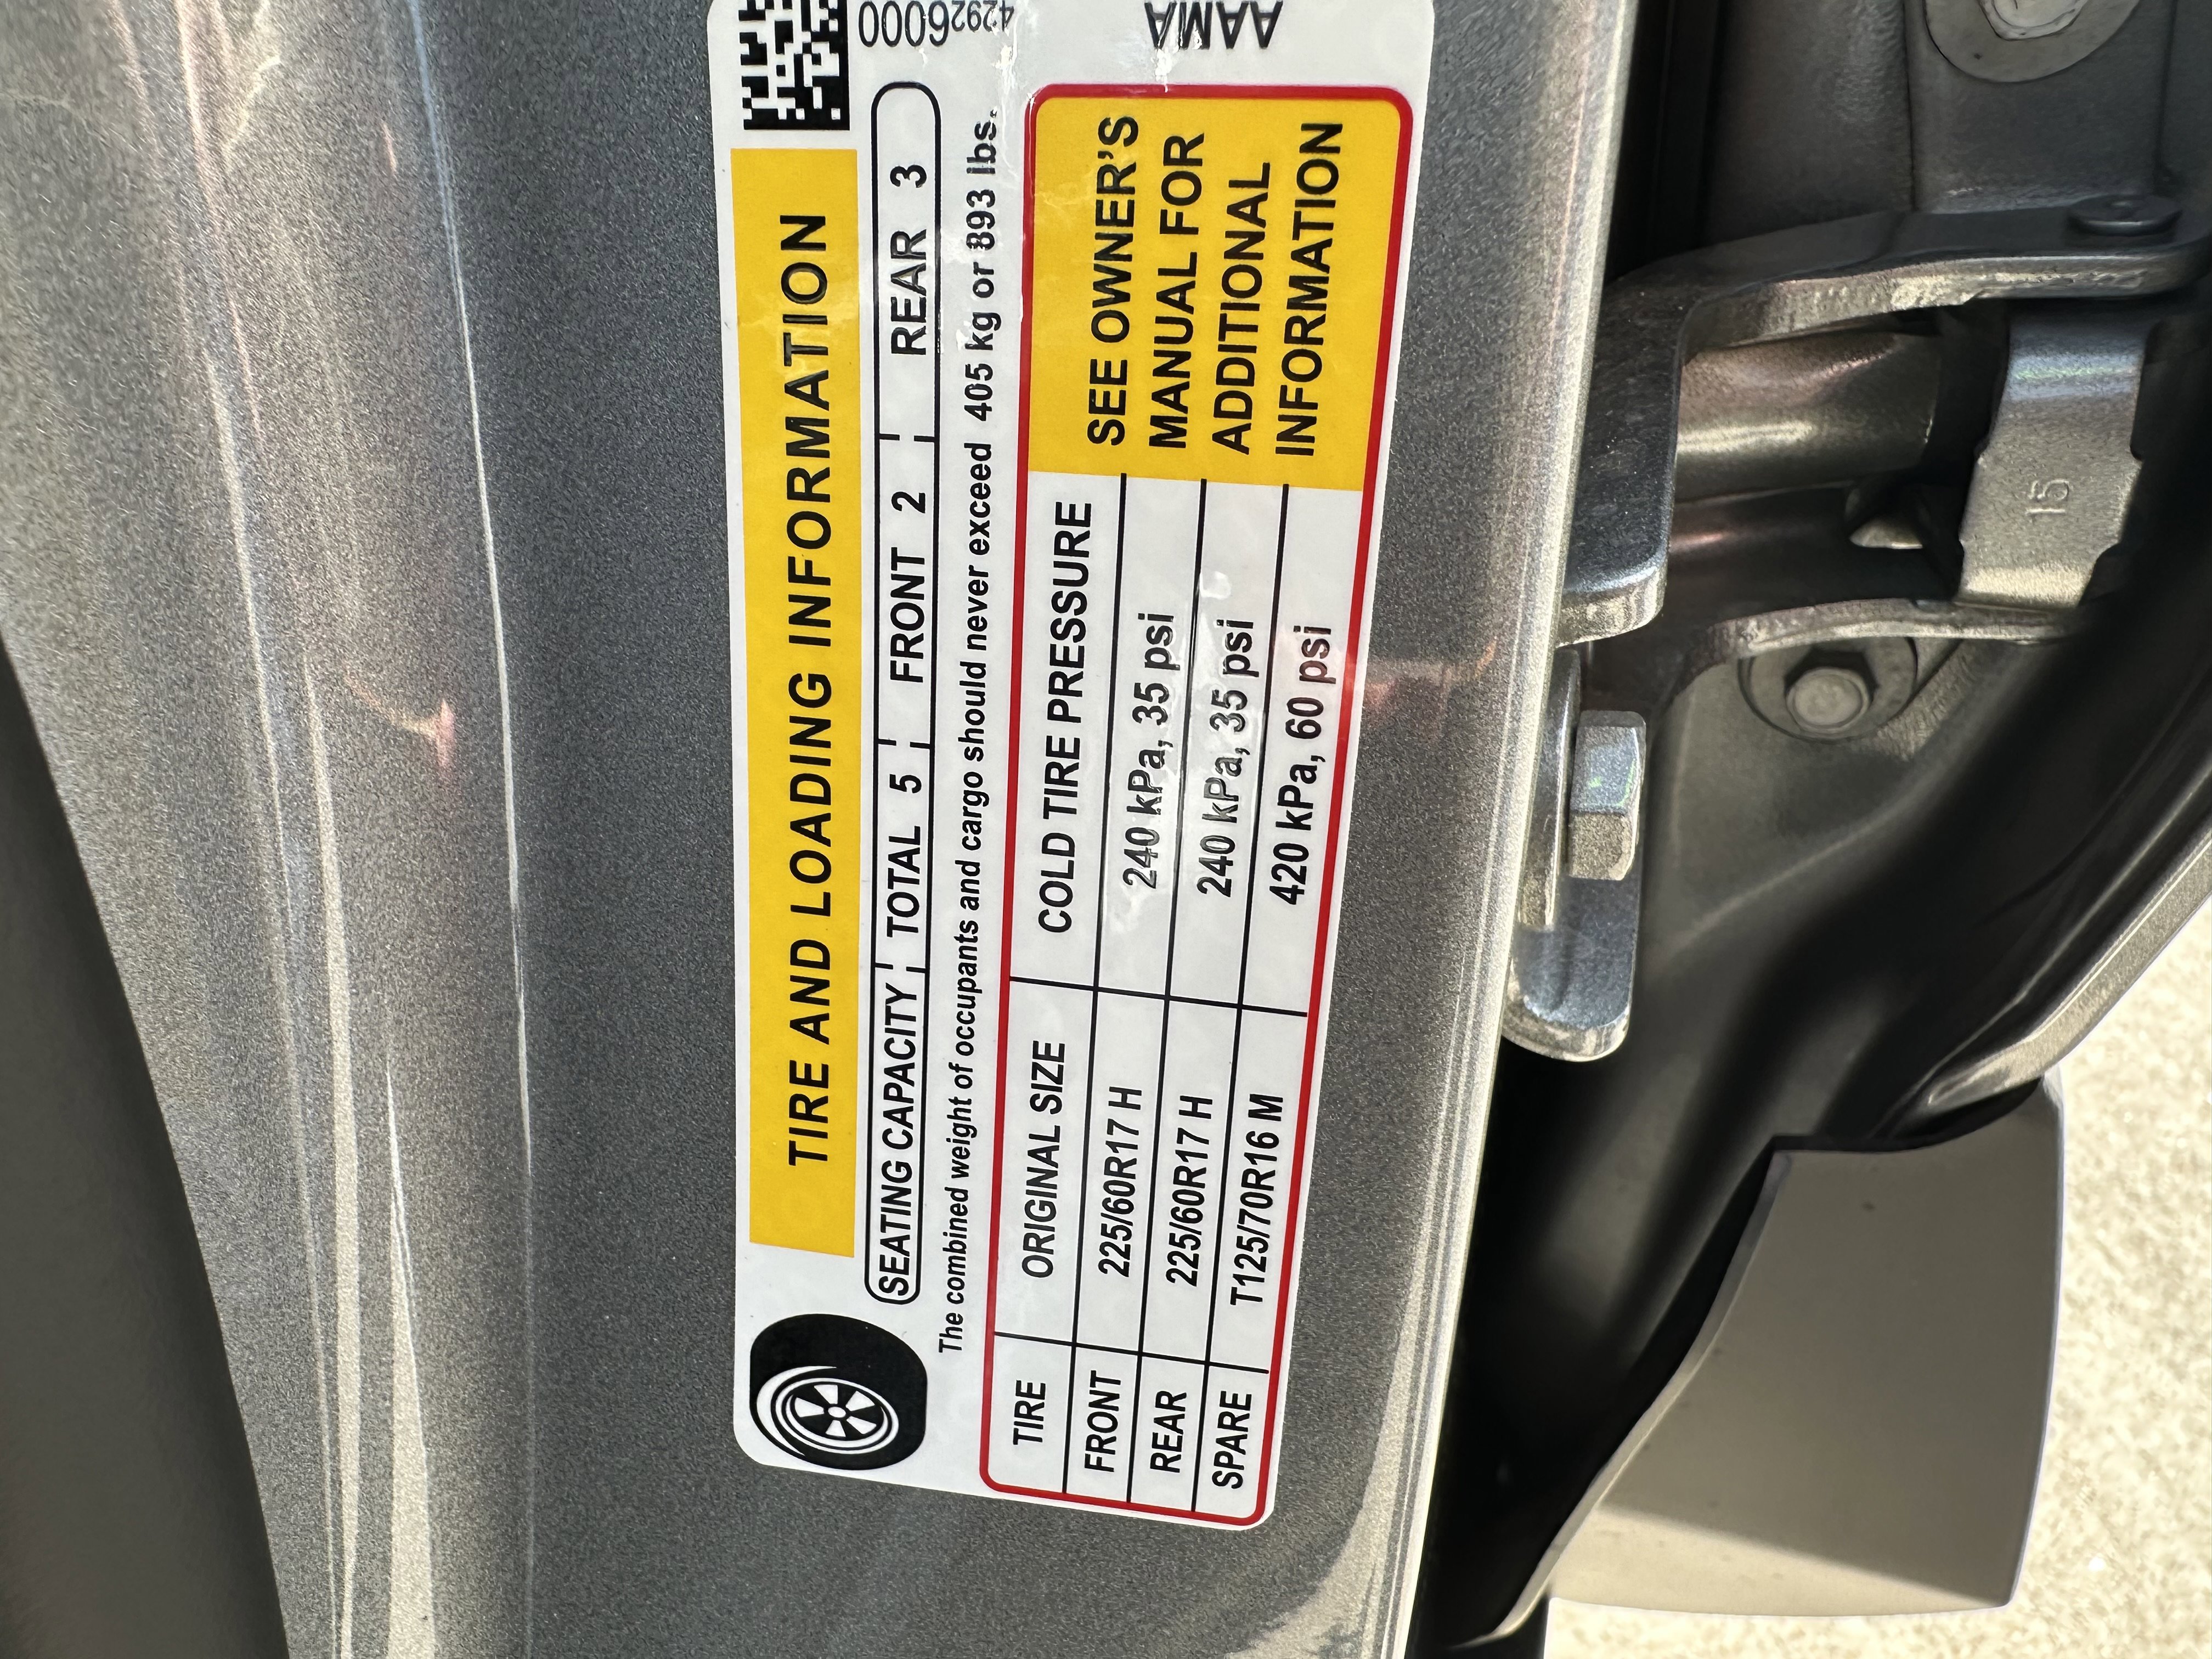 TIRE AND LOADING INFORMATION
SEATING CAPACITY TOTAL 5 FRONT 2 REAR 3
The combined weight of occupants and cargo should never exceed 405 kg or 893 lbs.
TIRE ORIGINAL SIZE COLD TIRE PRESSURE
FRONT 225/60R17 H 240 kPa, 35 psi
REAR 225/60R17 H 240 kPa, 35 psi
SPARE T125/70R16 M 420 kPa, 60 psi
SEE OWNER'S
MANUAL FOR
ADDITIONAL
INFORMATION
42926000
AAMA
15